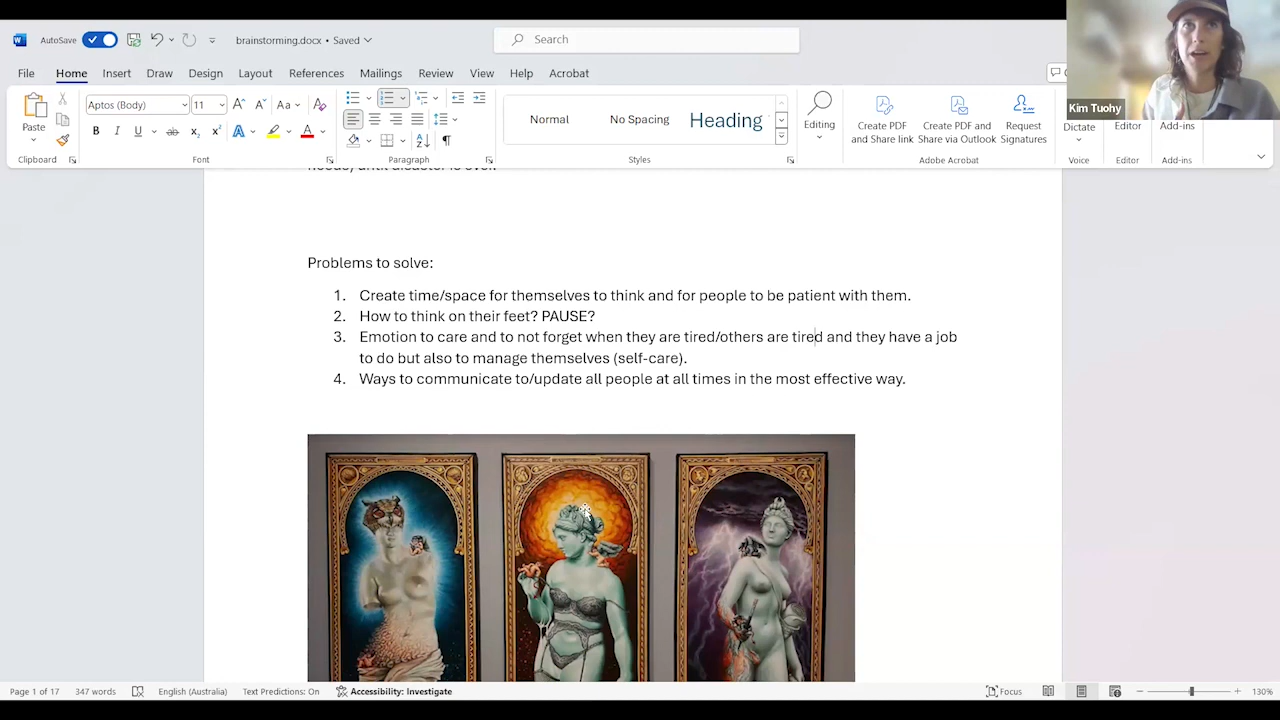 AutoSave
brainstorming.docx • Saved
Search
File Home Insert Draw Design Layout References Mailings Review View Help Acrobat
Kim Tuohy
Paste
Aptos (Body) 11
Normal No Spacing Heading
Editing
Create PDF and Share link
Create PDF and Share via Outlook
Request Signatures
Dictate
Editor
Add-ins
Clipboard Font Paragraph Styles Adobe Acrobat Voice Editor Add-ins
needs) until disaster is over.
Problems to solve:
1. Create time/space for themselves to think and for people to be patient with them.
2. How to think on their feet? PAUSE?
3. Emotion to care and to not forget when they are tired/others are tired and they have a job
to do but also to manage themselves (self-care).
4. Ways to communicate to/update all people at all times in the most effective way.
Page 1 of 17 347 words English (Australia) Text Predictions: On Accessibility: Investigate Focus 130%